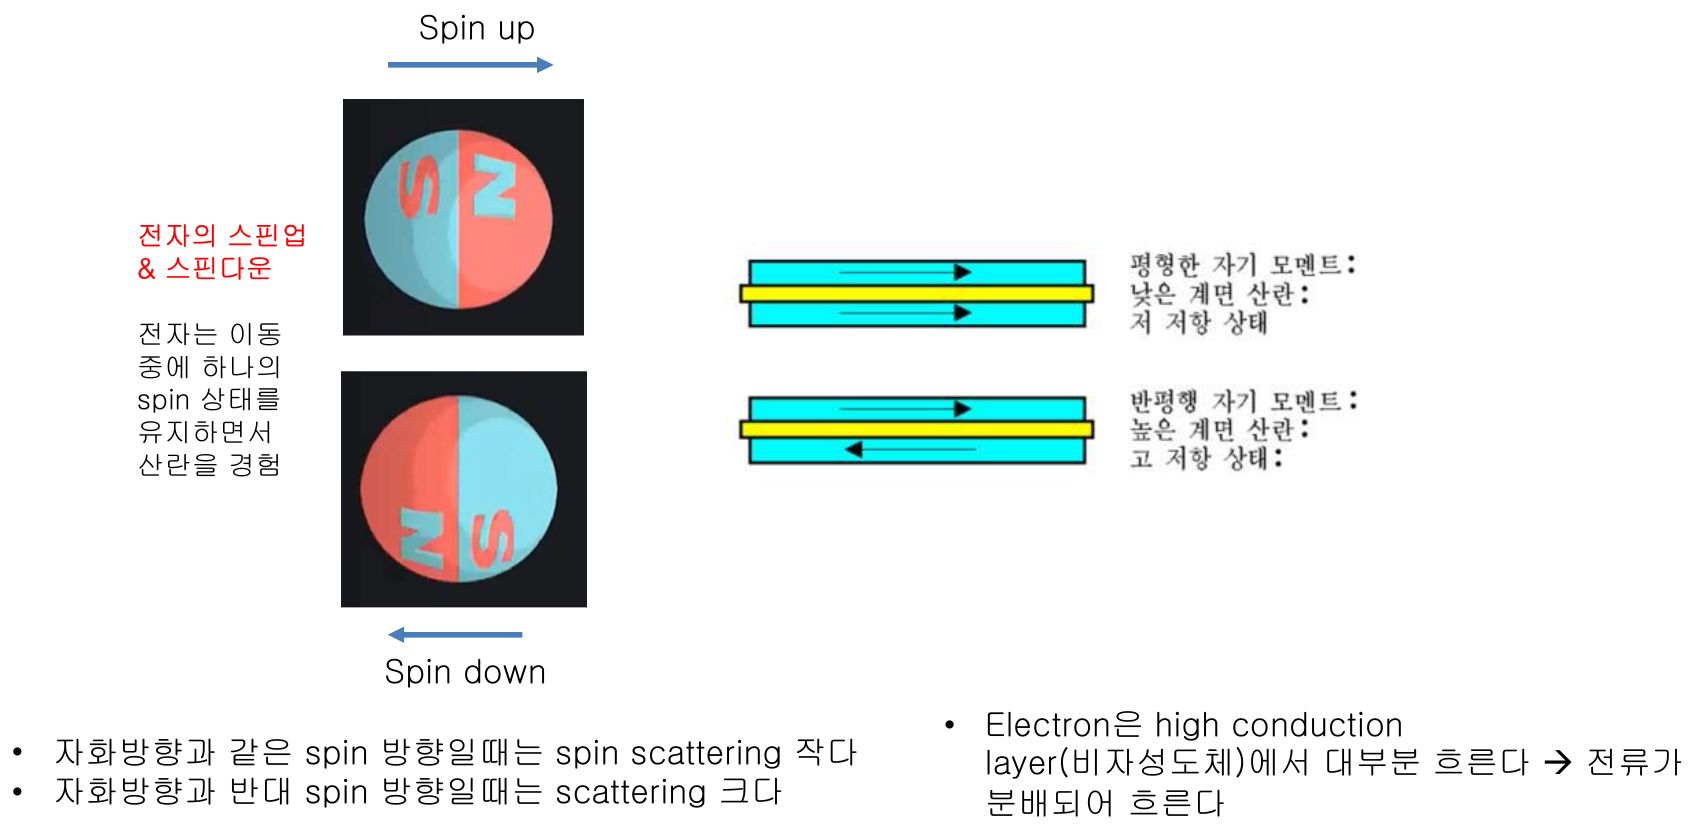 Spin up
S N
전자의 스핀업
& 스핀다운
전자는 이동
중에 하나의
spin 상태를
유지하면서
산란을 경험
N S
Spin down
평형한 자기 모멘트:
낮은 계면 산란:
저 저항 상태
반평행 자기 모멘트:
높은 계면 산란:
고 저항 상태:
• 자화방향과 같은 spin 방향일때는 spin scattering 작다
• 자화방향과 반대 spin 방향일때는 scattering 크다
• Electron은 high conduction
layer(비자성도체)에서 대부분 흐른다 → 전류가
분배되어 흐른다